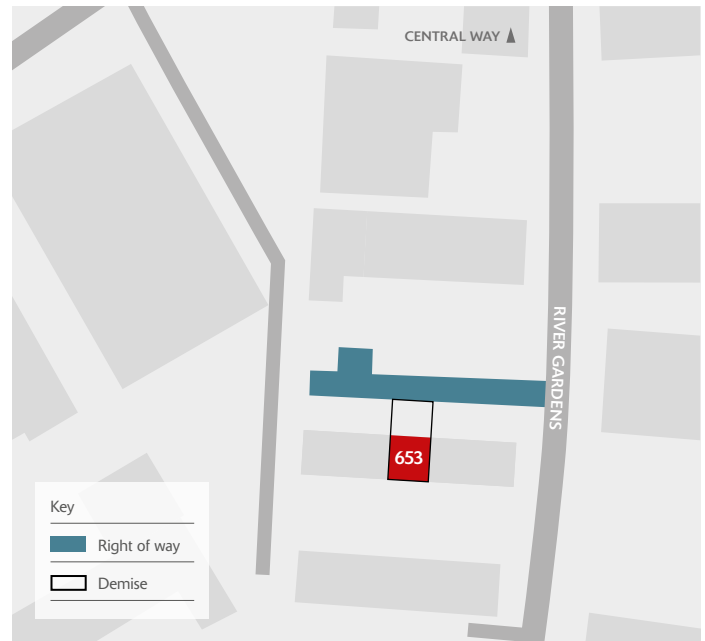 CENTRAL WAY
RIVER GARDENS
653
Key
Right of way
Demise